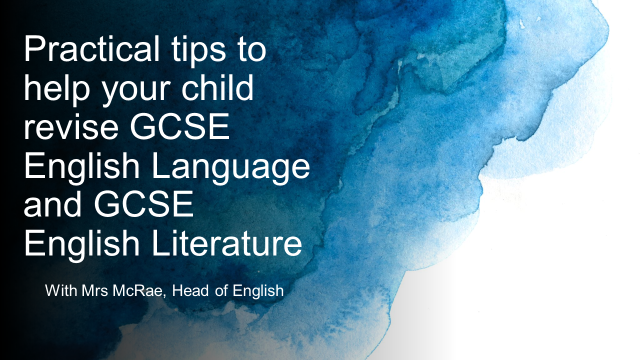 Practical tips to
help your child
revise GCSE
English Language
and GCSE
English Literature
With Mrs McRae, Head of English